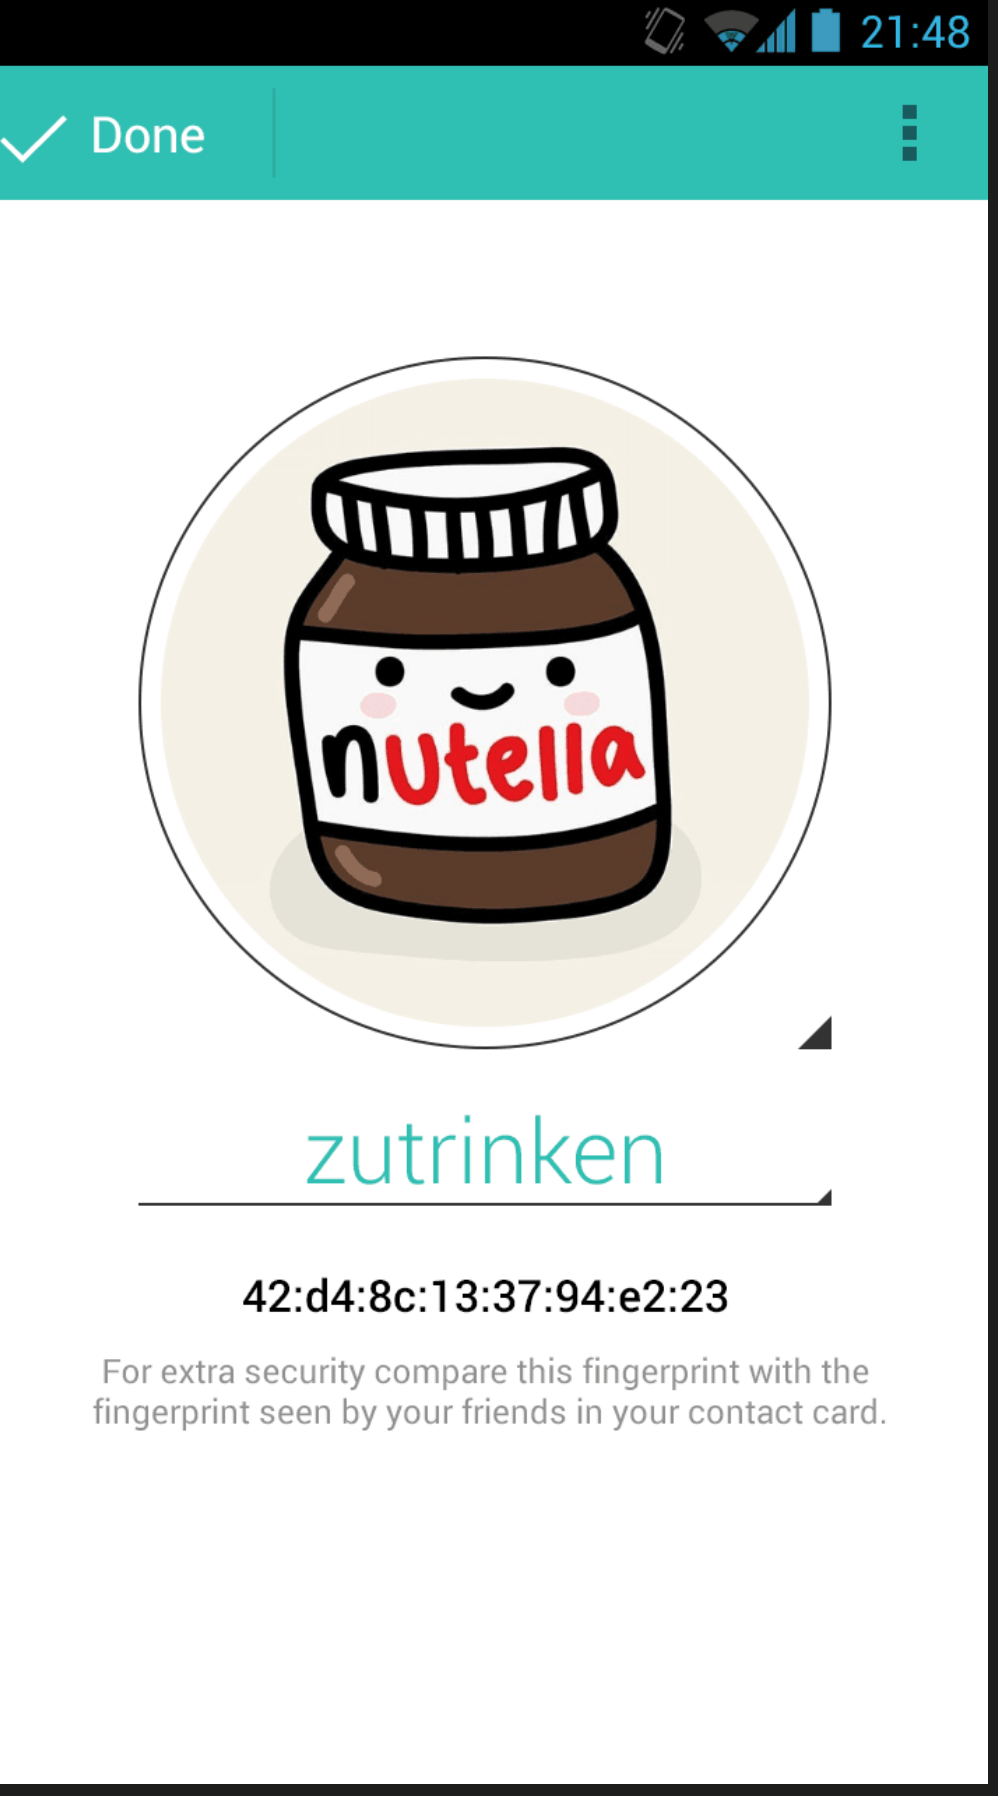 21:48
Done
nutella
zutrinken
42:d4:8c:13:37:94:e2:23
For extra security compare this fingerprint with the
fingerprint seen by your friends in your contact card.